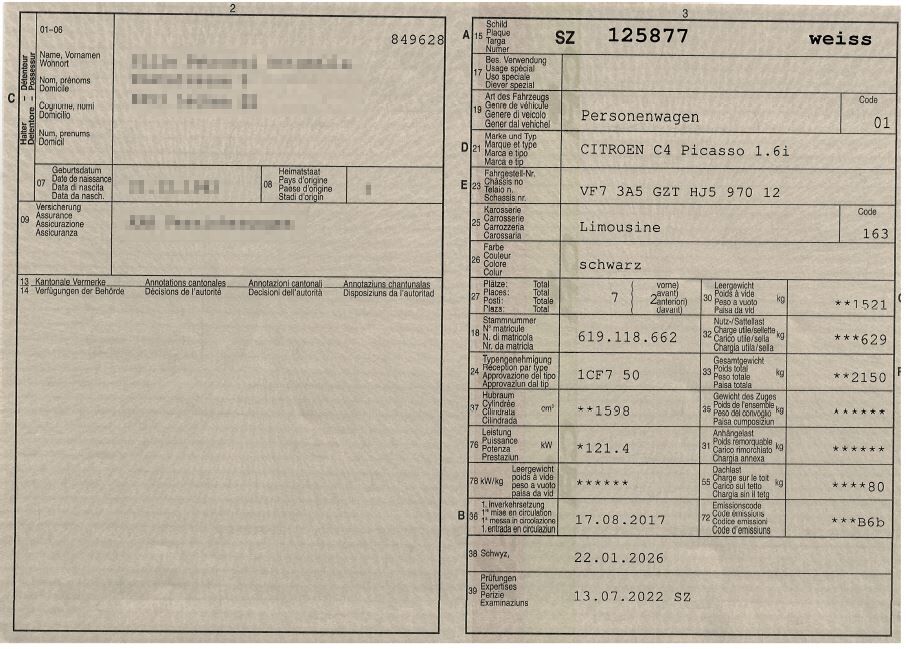 2
01-06
849628
Halter – Détenteur
Detentore – Possessur
C
Name, Vornamen
Wohnort
Nom, prénoms
Domicile
Cognome, nomi
Domicilio
Num, prenums
Domicil
07
Geburtsdatum
Date de naissance
Data di nascita
Data da nasch.
08
Heimatstaat
Pays d'origine
Paese d'origine
Stadi d'origin
09
Versicherung
Assurance
Assicurazione
Assicuranza
13 Kantonale Vermerke Annotations cantonales Annotazioni cantonali Annotaziuns chantunalas
14 Verfügungen der Behörde Décisions de l'autorité Decisioni dell'autorità Disposiziuns da l'autoritad
3
A 15
Schild
Plaque
Targa
Numer
SZ 125877 weiss
17
Bes. Verwendung
Usage spécial
Uso speciale
Diever spezial
19
Art des Fahrzeugs
Genre de véhicule
Genere di veicolo
Gener dal vehichel
Personenwagen
Code
01
D 21
Marke und Typ
Marque et type
Marca e tipo
Marca e tip
CITROEN C4 Picasso 1.6i
E 23
Fahrgestell-Nr.
Châssis no
Telaio n.
Schassis nr.
VF7 3A5 GZT HJ5 970 12
25
Karosserie
Carrosserie
Carrozzeria
Carossaria
Limousine
Code
163
26
Farbe
Couleur
Colore
Colur
schwarz
27
Plätze: Total
Places: Total
Posti: Totale
Plazs: Total
7
2
vorne)
avant)
anteriori)
davant)
30
Leergewicht
Poids à vide
Peso a vuoto
Paisa da vid
kg
**1521
18
Stammnummer
N° matricule
N. di matricola
Nr. da matricla
619.118.662
32
Nutz-/Sattellast
Charge utile/sellette
Carico utile/sella
Chargia utila/sella
kg
***629
24
Typengenehmigung
Réception par type
Approvazione del tipo
Approvaziun dal tip
1CF7 50
33
Gesamtgewicht
Poids total
Peso totale
Paisa totala
kg
**2150
37
Hubraum
Cylindrée
Cilindrata
Cilindrada
cm³
**1598
35
Gewicht des Zuges
Poids de l'ensemble
Peso del convoglio
Paisa cumposiziun
kg
******
76
Leistung
Puissance
Potenza
Prestaziun
kW
*121.4
31
Anhängelast
Poids remorquable
Carico rimorchiato
Chargia annexa
kg
******
78 kW/kg
Leergewicht
poids à vide
peso a vuoto
paisa da vid
******
55
Dachlast
Charge sur le toit
Carico sul tetto
Chargia sin il tetg
kg
****80
B 36
1. Inverkehrsetzung
1re mise en circulation
1a messa in circolazione
1. entrada en circulaziun
17.08.2017
72
Emissionscode
Code émissions
Codice emissioni
Code d'emissiuns
***B6b
38 Schwyz,
22.01.2026
39
Prüfungen
Expertises
Perizie
Examinaziuns
13.07.2022 SZ